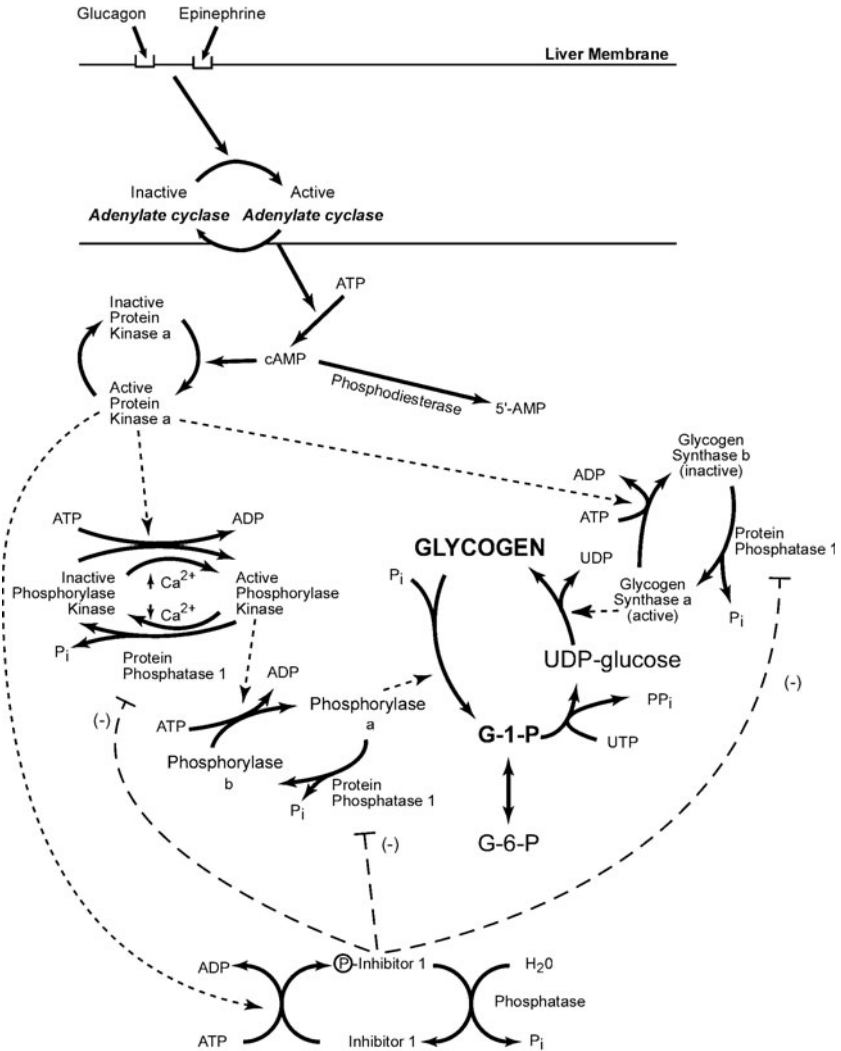 Glucagon
Epinephrine
Liver Membrane
Inactive
Adenylate cyclase
Active
Adenylate cyclase
ATP
Inactive
Protein
Kinase a
cAMP
Phosphodiesterase
5'-AMP
Active
Protein
Kinase a
Glycogen
Synthase b
(inactive)
ADP
ATP
Protein
Phosphatase 1
Glycogen
Synthase a
(active)
Pi
ATP
ADP
Inactive
Phosphorylase
Kinase
Ca2+
Ca2+
Active
Phosphorylase
Kinase
Pi
Protein
Phosphatase 1
(-)
GLYCOGEN
Pi
UDP
UDP-glucose
(-)
ADP
ATP
Phosphorylase
b
Phosphorylase
a
Pi
Protein
Phosphatase 1
(-)
G-1-P
PPi
UTP
G-6-P
ADP
P-Inhibitor 1
H20
Phosphatase
ATP
Inhibitor 1
Pi